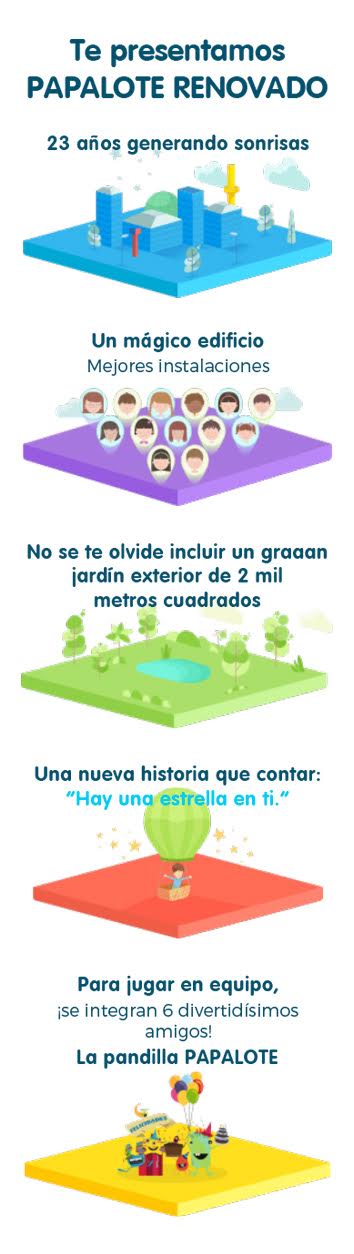 Te presentamos
PAPALOTE RENOVADO
23 años generando sonrisas
Un mágico edificio
Mejores instalaciones
No se te olvide incluir un graaan
jardín exterior de 2 mil
metros cuadrados
Una nueva historia que contar:
“Hay una estrella en ti.“
Para jugar en equipo,
¡se integran 6 divertidísimos
amigos!
La pandilla PAPALOTE
FELICIDADES